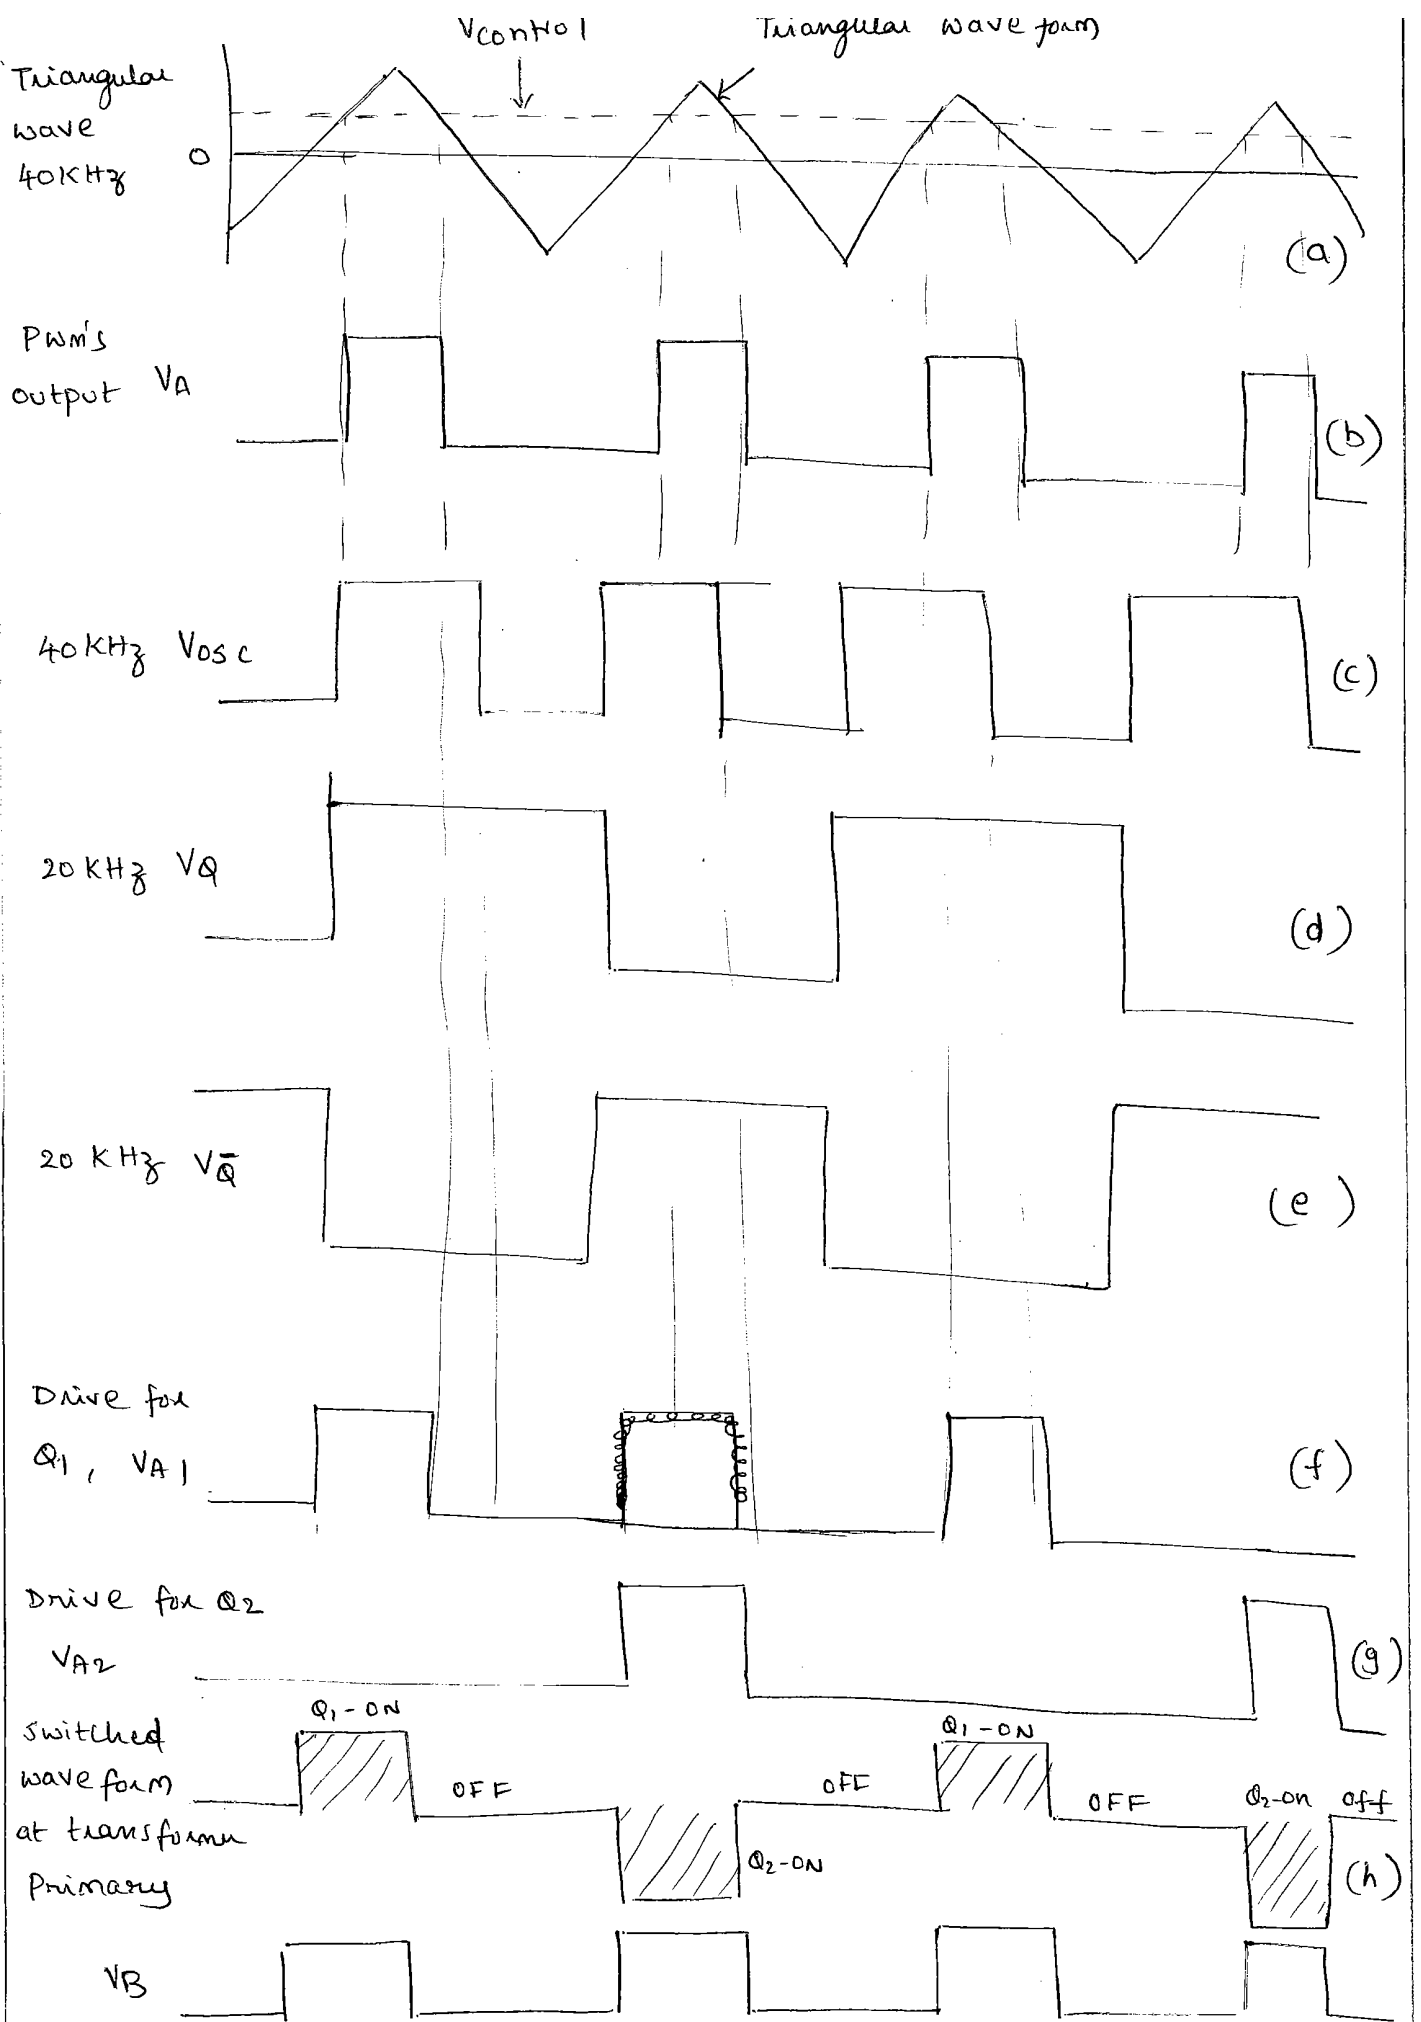 Vcontrol
Triangular wave form
Triangular
wave
40KHz
0
(a)
PWM's
output VA
(b)
40KHz Vosc
(c)
20KHz VQ
(d)
20 KHz VQ̄
(e)
Drive for
Q1, VA1
(f)
Drive for Q2
VA2
(g)
Q1-ON
Q1-ON
switched
wave form
at transformer
Primary
OFF
OFF
OFF
Q2-on off
Q2-ON
(h)
VB